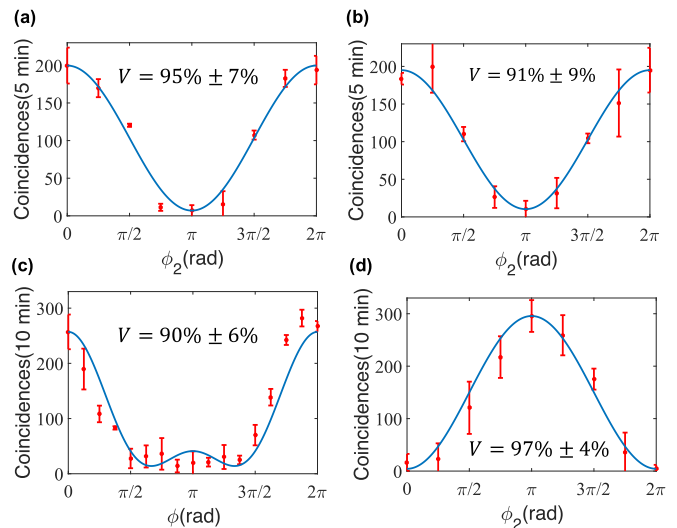 (a)
Coincidences(5 min)
200
150
100
50
0
V = 95% ± 7%
0
π/2
π
3π/2
2π
ϕ₂(rad)
(b)
Coincidences(5 min)
200
150
100
50
0
V = 91% ± 9%
0
π/2
π
3π/2
2π
ϕ₂(rad)
(c)
Coincidences(10 min)
300
200
100
0
V = 90% ± 6%
0
π/2
π
3π/2
2π
ϕ(rad)
(d)
Coincidences(10 min)
300
200
100
0
V = 97% ± 4%
0
π/2
π
3π/2
2π
ϕ₂(rad)